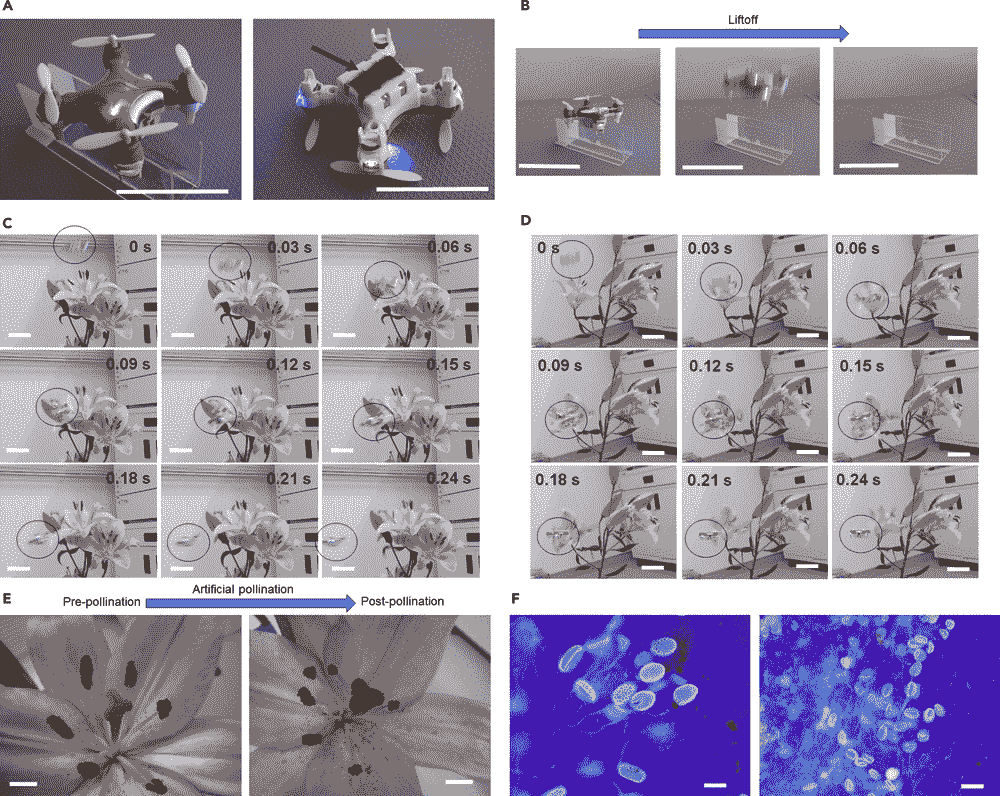 A
B
Liftoff
C
0 s
0.03 s
0.06 s
0.09 s
0.12 s
0.15 s
0.18 s
0.21 s
0.24 s
D
0 s
0.03 s
0.06 s
0.09 s
0.12 s
0.15 s
0.18 s
0.21 s
0.24 s
E
Artificial pollination
Pre-pollination
Post-pollination
F